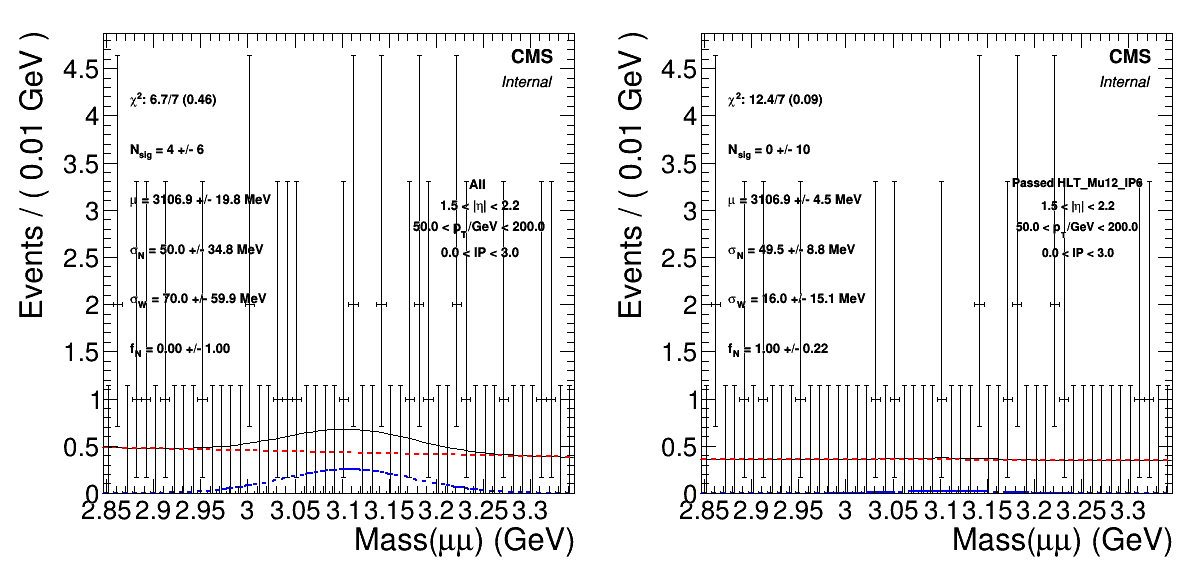 CMS
Internal
χ²: 6.7/7 (0.46)
N_sig = 4 +/- 6
All
μ = 3106.9 +/- 19.8 MeV
1.5 < |η| < 2.2
50.0 < p_T/GeV < 200.0
σ_N = 50.0 +/- 34.8 MeV
0.0 < IP < 3.0
σ_W = 70.0 +/- 59.9 MeV
f_N = 0.00 +/- 1.00
Events / ( 0.01 GeV )
4.5
4
3.5
3
2.5
2
1.5
1
0.5
0
2.85 2.9 2.95 3 3.05 3.1 3.15 3.2 3.25 3.3
Mass(μμ) (GeV)
CMS
Internal
χ²: 12.4/7 (0.09)
N_sig = 0 +/- 10
Passed HLT_Mu12_IP6
μ = 3106.9 +/- 4.5 MeV
1.5 < |η| < 2.2
50.0 < p_T/GeV < 200.0
σ_N = 49.5 +/- 8.8 MeV
0.0 < IP < 3.0
σ_W = 16.0 +/- 15.1 MeV
f_N = 1.00 +/- 0.22
Events / ( 0.01 GeV )
4.5
4
3.5
3
2.5
2
1.5
1
0.5
0
2.85 2.9 2.95 3 3.05 3.1 3.15 3.2 3.25 3.3
Mass(μμ) (GeV)